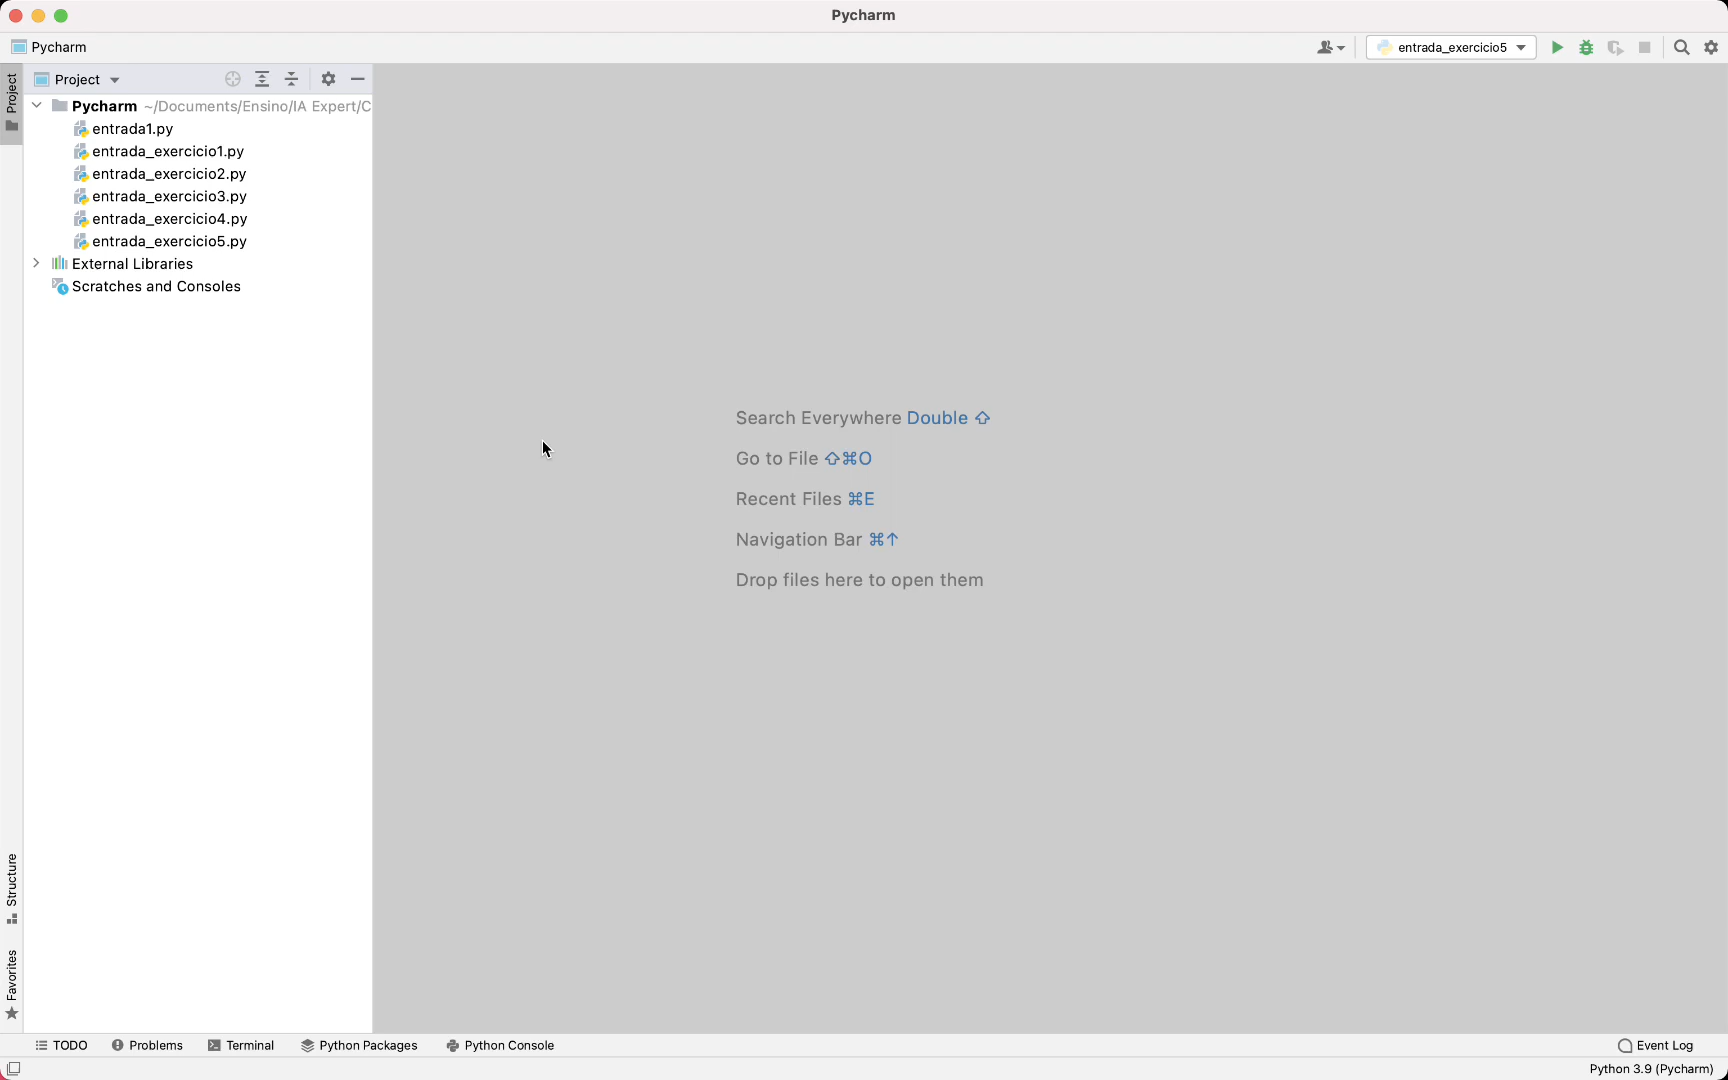 Pycharm
Pycharm
entrada_exercicio5
Project
Project
Pycharm ~/Documents/Ensino/IA Expert/C
entrada1.py
entrada_exercicio1.py
entrada_exercicio2.py
entrada_exercicio3.py
entrada_exercicio4.py
entrada_exercicio5.py
External Libraries
Scratches and Consoles
Search Everywhere Double ⇧
Go to File ⇧⌘O
Recent Files ⌘E
Navigation Bar ⌘↑
Drop files here to open them
Structure
Favorites
TODO Problems Terminal Python Packages Python Console Event Log
Python 3.9 (Pycharm)